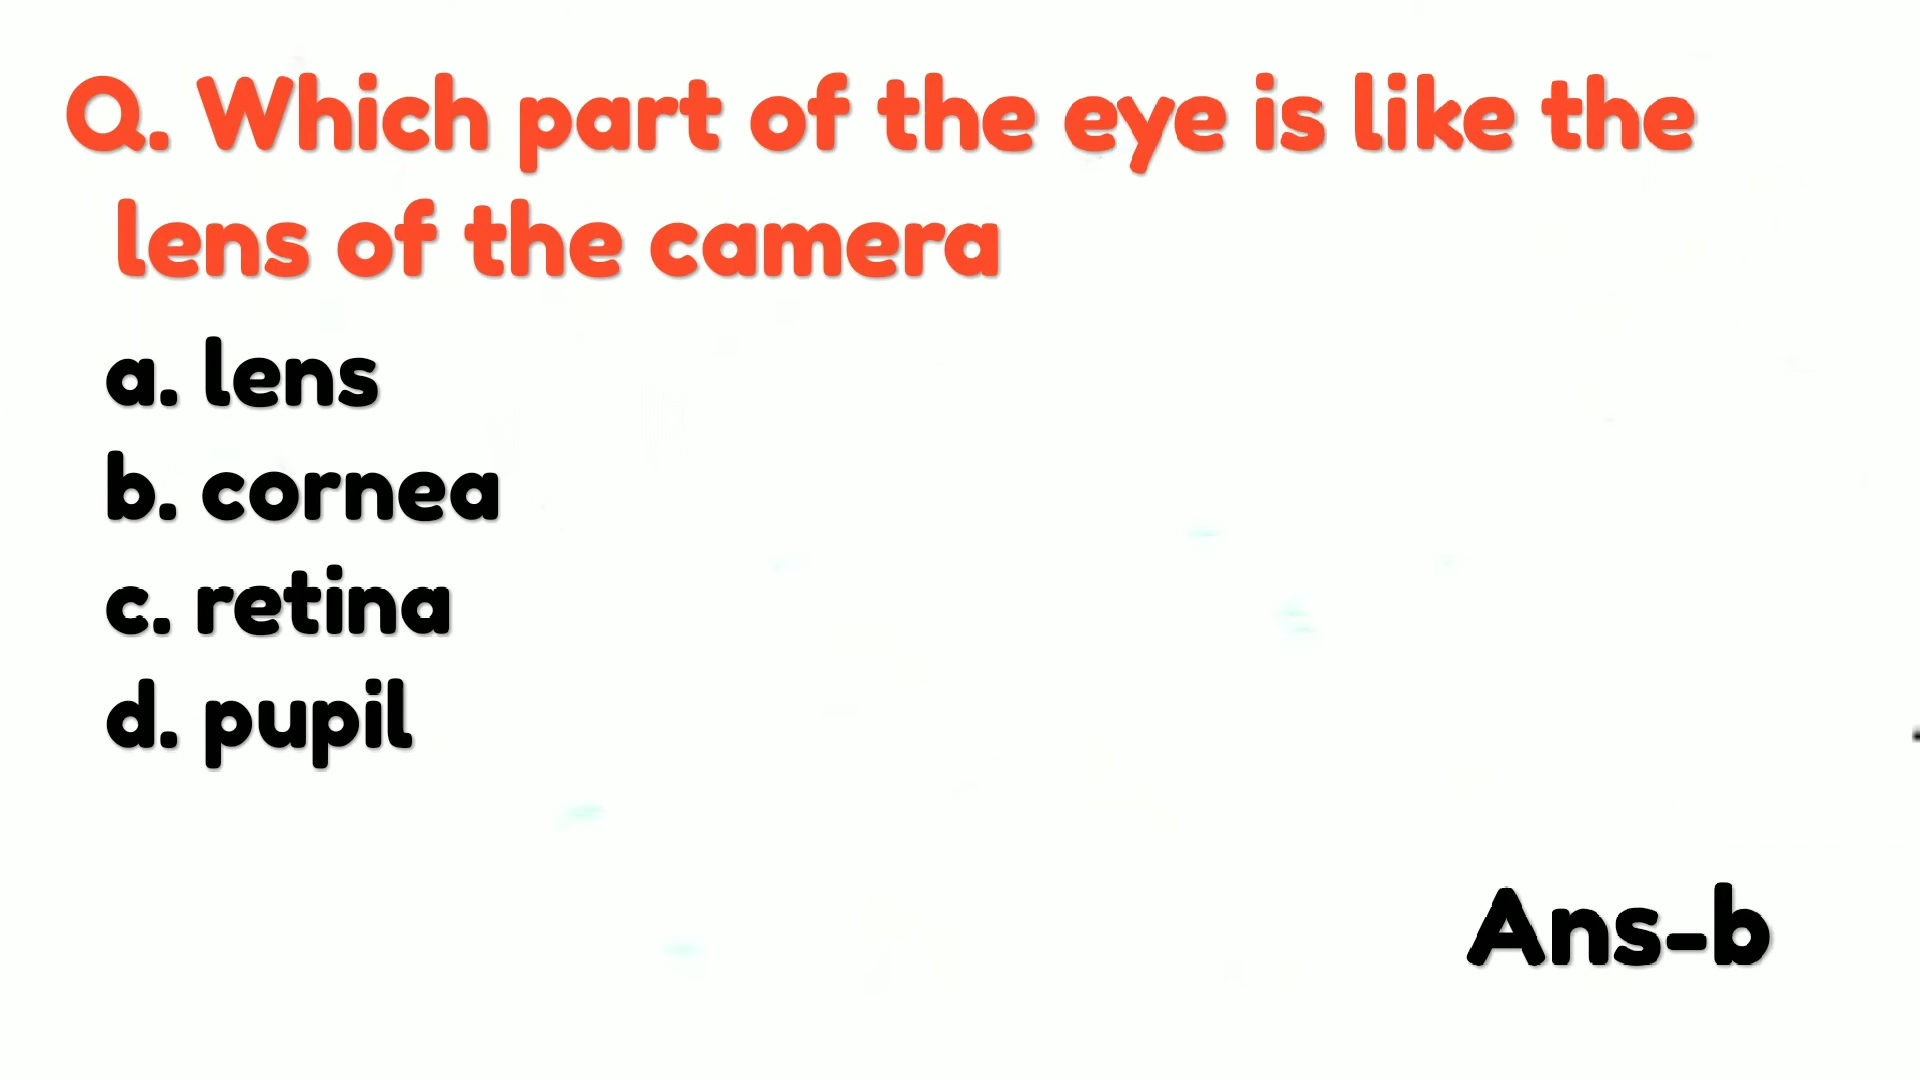 Q. Which part of the eye is like the
lens of the camera
a. lens
b. cornea
c. retina
d. pupil
Ans-b